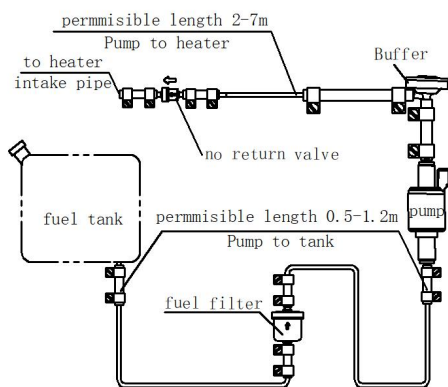 permmisible length 2-7m
Pump to heater
to heater
intake pipe
Buffer
no return valve
fuel tank
permmisible length 0.5-1.2m
Pump to tank
pump
fuel filter